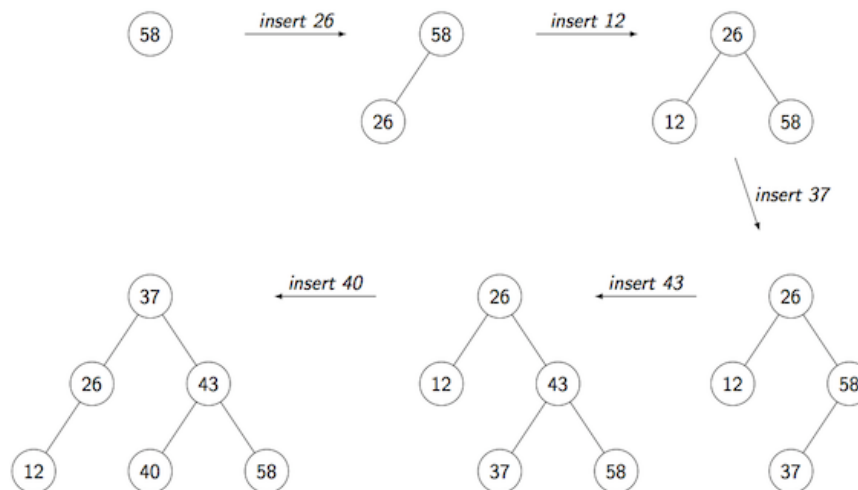 58 insert 26 58 insert 12 26
26 12 58
insert 37
37 insert 40 26 insert 43 26
26 43 12 43 12 58
12 40 58 37 58 37